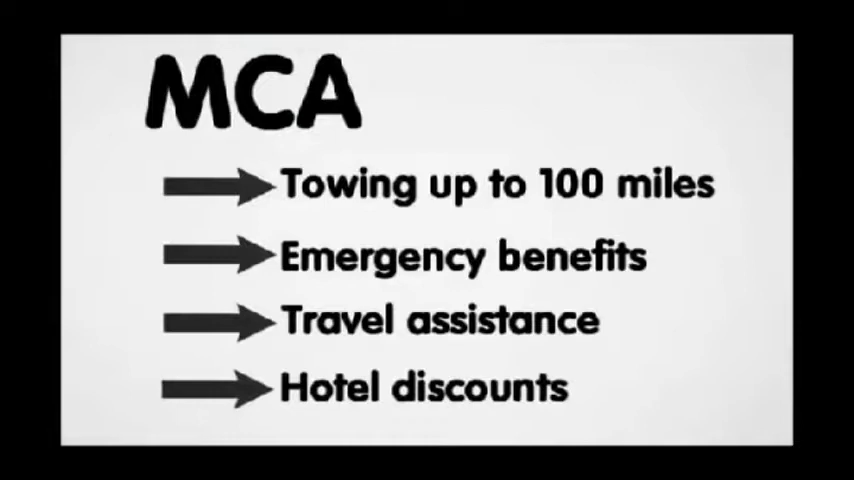 MCA
Towing up to 100 miles
Emergency benefits
Travel assistance
Hotel discounts